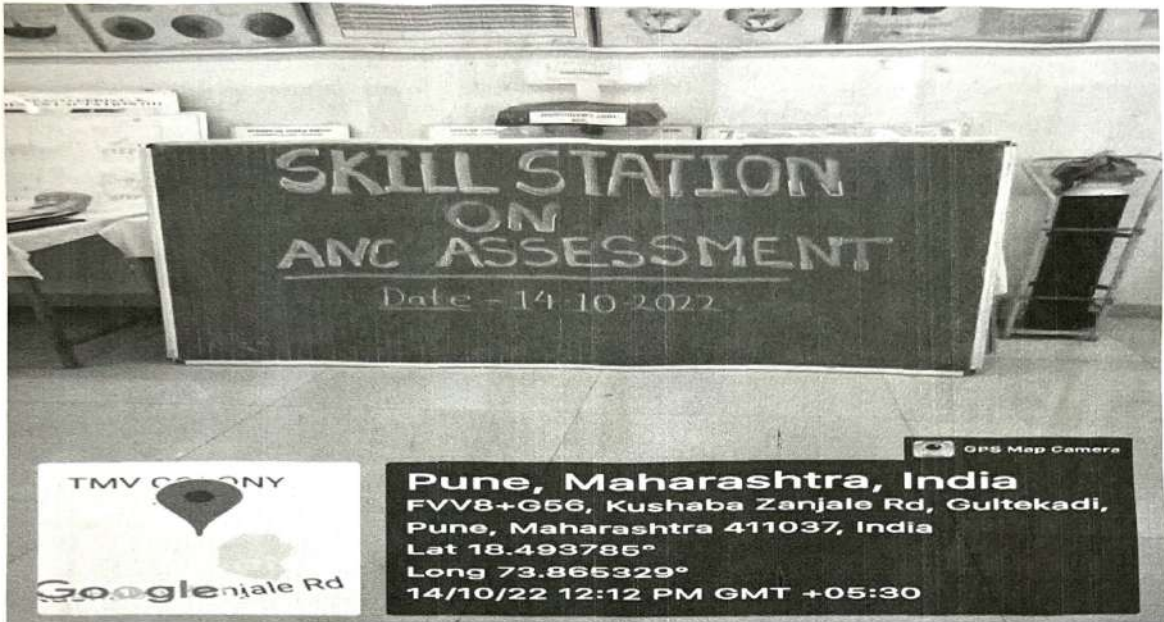 SKILL STATION
ON
ANC ASSESSMENT
Date - 14-10-2022
GPS Map Camera
TMV
Pune, Maharashtra, India
FVV8+G56, Kushaba Zanjale Rd, Gultekadi,
Pune, Maharashtra 411037, India
Lat 18.493785°
Long 73.865329°
14/10/22 12:12 PM GMT +05:30
Google
Rd